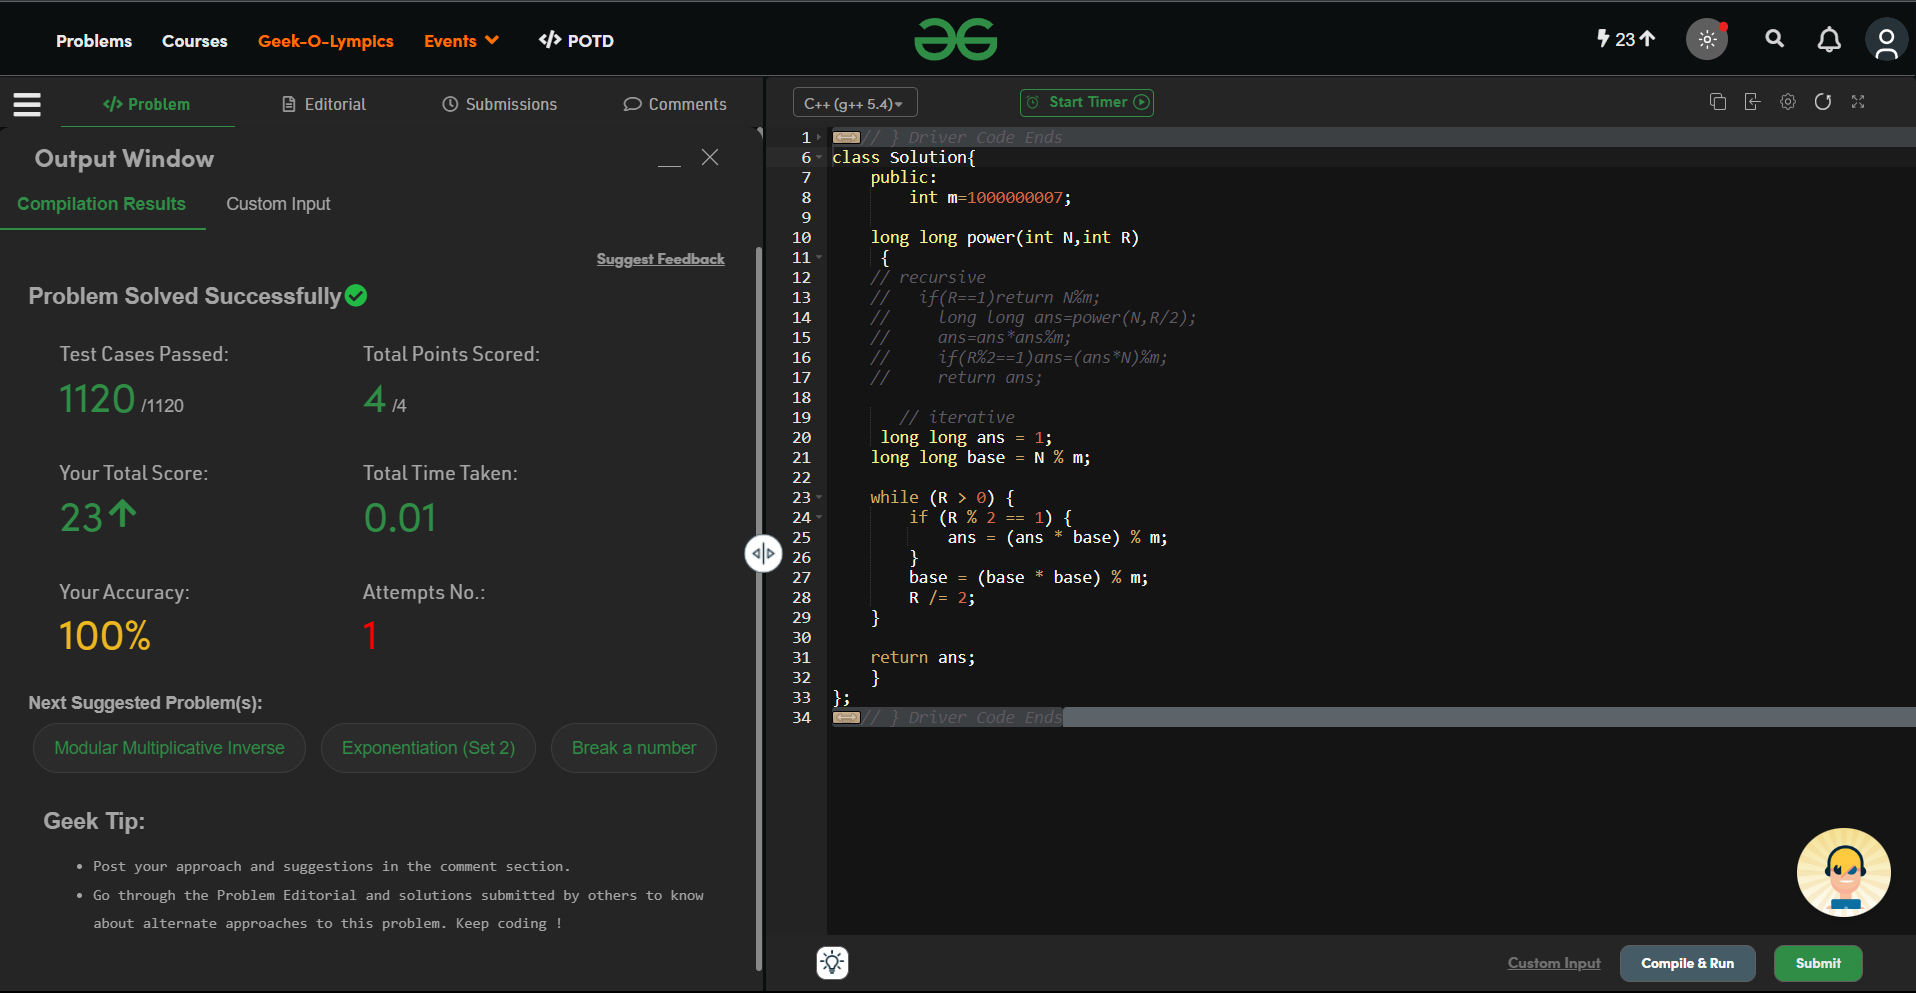 Problems Courses Geek-O-Lympics Events </> POTD 23
</> Problem Editorial Submissions Comments
Output Window
Compilation Results Custom Input
Suggest Feedback
Problem Solved Successfully
Test Cases Passed: Total Points Scored:
1120 /1120 4 /4
Your Total Score: Total Time Taken:
23 0.01
Your Accuracy: Attempts No.:
100% 1
Next Suggested Problem(s):
Modular Multiplicative Inverse Exponentiation (Set 2) Break a number
Geek Tip:
• Post your approach and suggestions in the comment section.
• Go through the Problem Editorial and solutions submitted by others to know
about alternate approaches to this problem. Keep coding !
C++ (g++ 5.4) Start Timer
1 // } Driver Code Ends
6 class Solution{
7 public:
8 int m=1000000007;
9
10 long long power(int N,int R)
11 {
12 // recursive
13 // if(R==1)return N%m;
14 // long long ans=power(N,R/2);
15 // ans=ans*ans%m;
16 // if(R%2==1)ans=(ans*N)%m;
17 // return ans;
18
19 // iterative
20 long long ans = 1;
21 long long base = N % m;
22
23 while (R > 0) {
24 if (R % 2 == 1) {
25 ans = (ans * base) % m;
26 }
27 base = (base * base) % m;
28 R /= 2;
29 }
30
31 return ans;
32 }
33 };
34 // } Driver Code Ends
Custom Input Compile & Run Submit